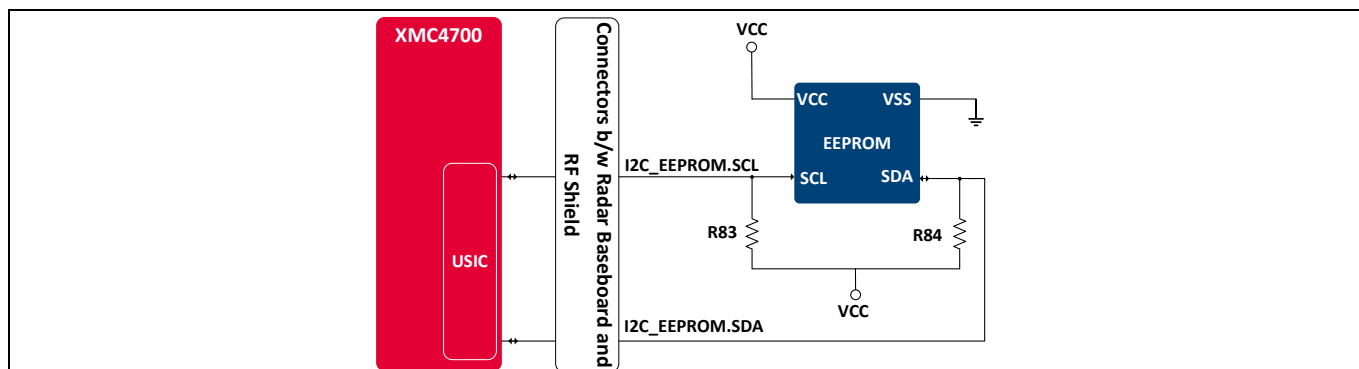 XMC4700
USIC
Connectors b/w Radar Baseboard and
RF Shield
I2C_EEPROM.SCL
I2C_EEPROM.SDA
VCC
VCC
VSS
EEPROM
SCL
SDA
R83
R84
VCC